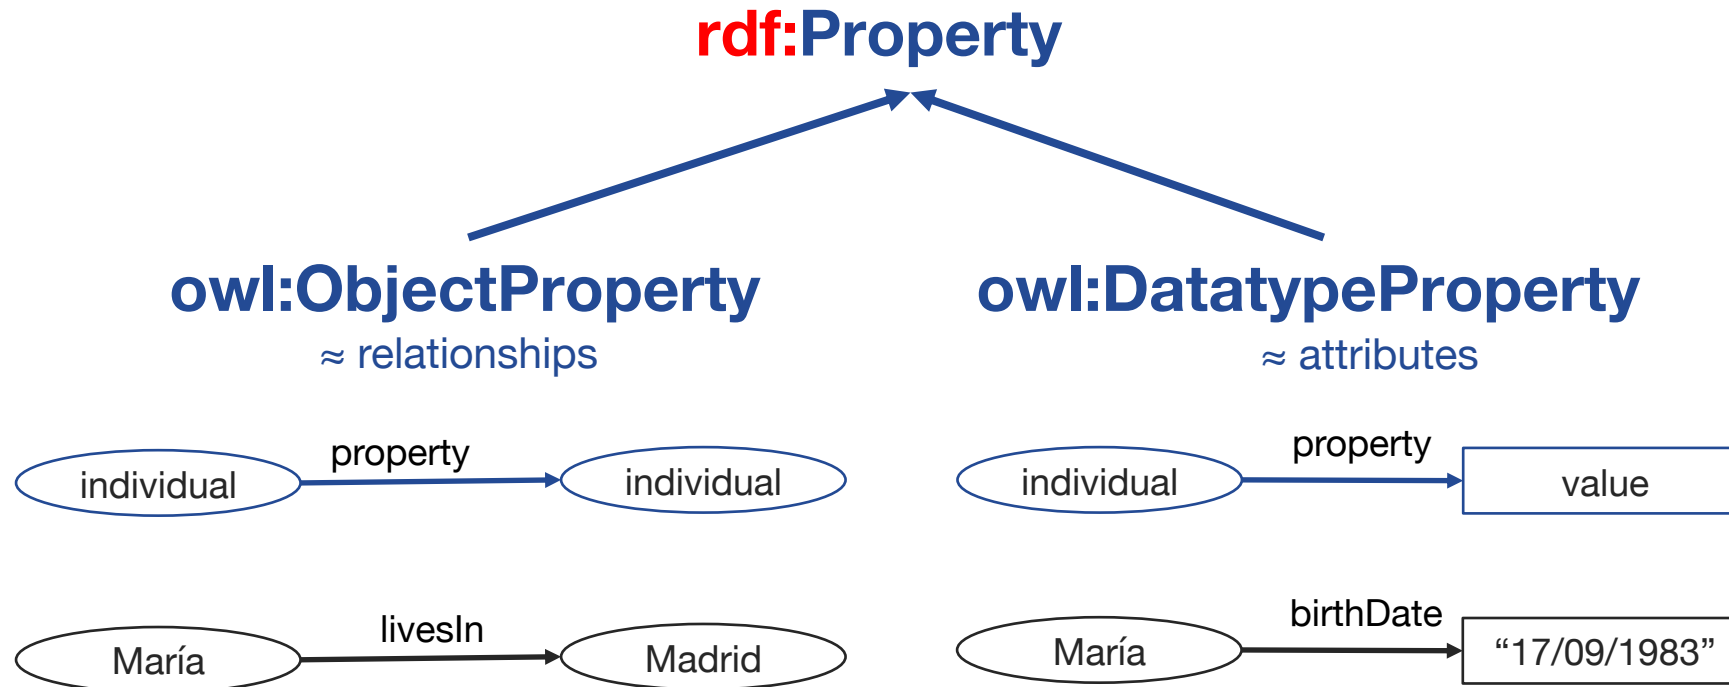 rdf:Property
owl:ObjectProperty
≈ relationships
owl:DatatypeProperty
≈ attributes
individual
property
individual
individual
property
value
María
livesIn
Madrid
María
birthDate
“17/09/1983”